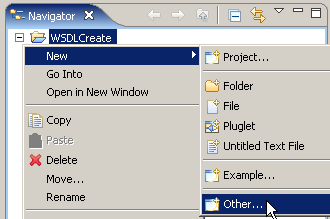 Navigator
WSDLCreate
New
Go Into
Open in New Window
Copy
Paste
Delete
Move...
Rename
Project...
Folder
File
Pluglet
Untitled Text File
Example...
Other...